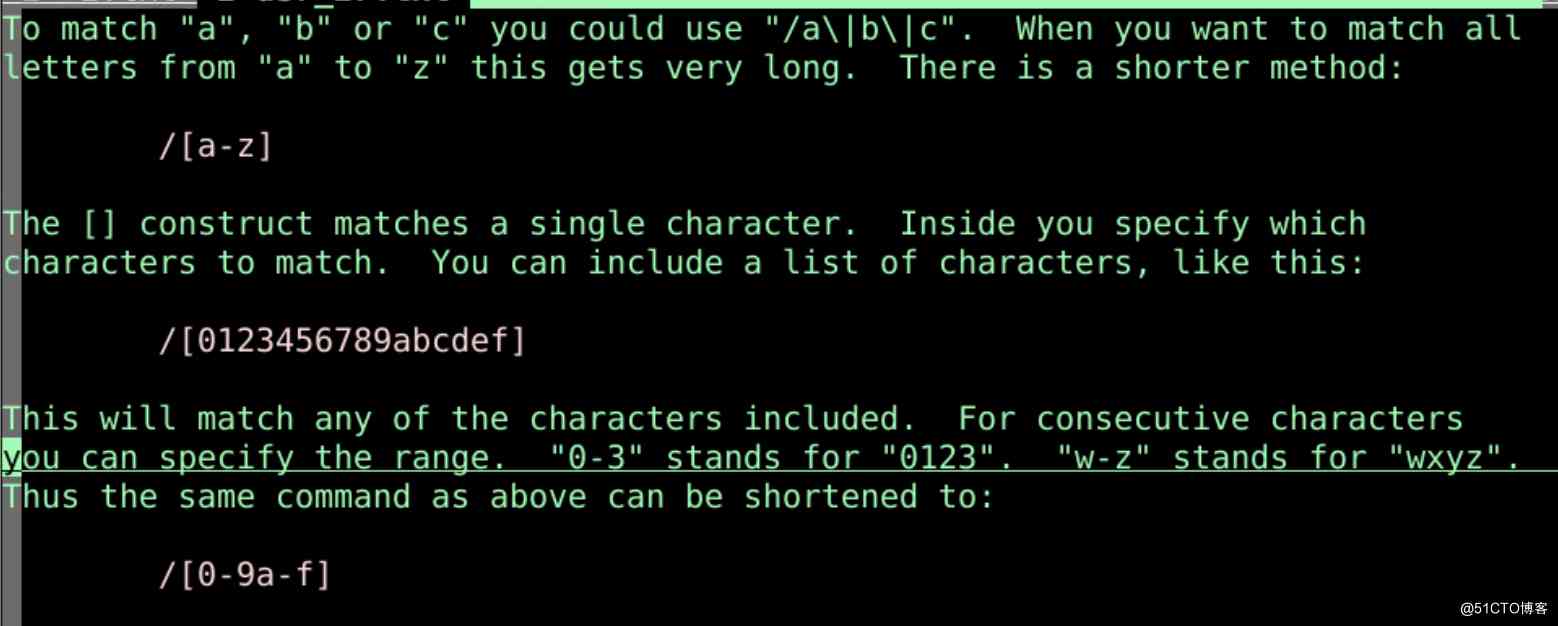 To match "a", "b" or "c" you could use "/a\|b\|c".  When you want to match all
letters from "a" to "z" this gets very long.  There is a shorter method:
/[a-z]
The [] construct matches a single character.  Inside you specify which
characters to match.  You can include a list of characters, like this:
/[0123456789abcdef]
This will match any of the characters included.  For consecutive characters
you can specify the range.  "0-3" stands for "0123".  "w-z" stands for "wxyz".
Thus the same command as above can be shortened to:
/[0-9a-f]
@51CTO博客